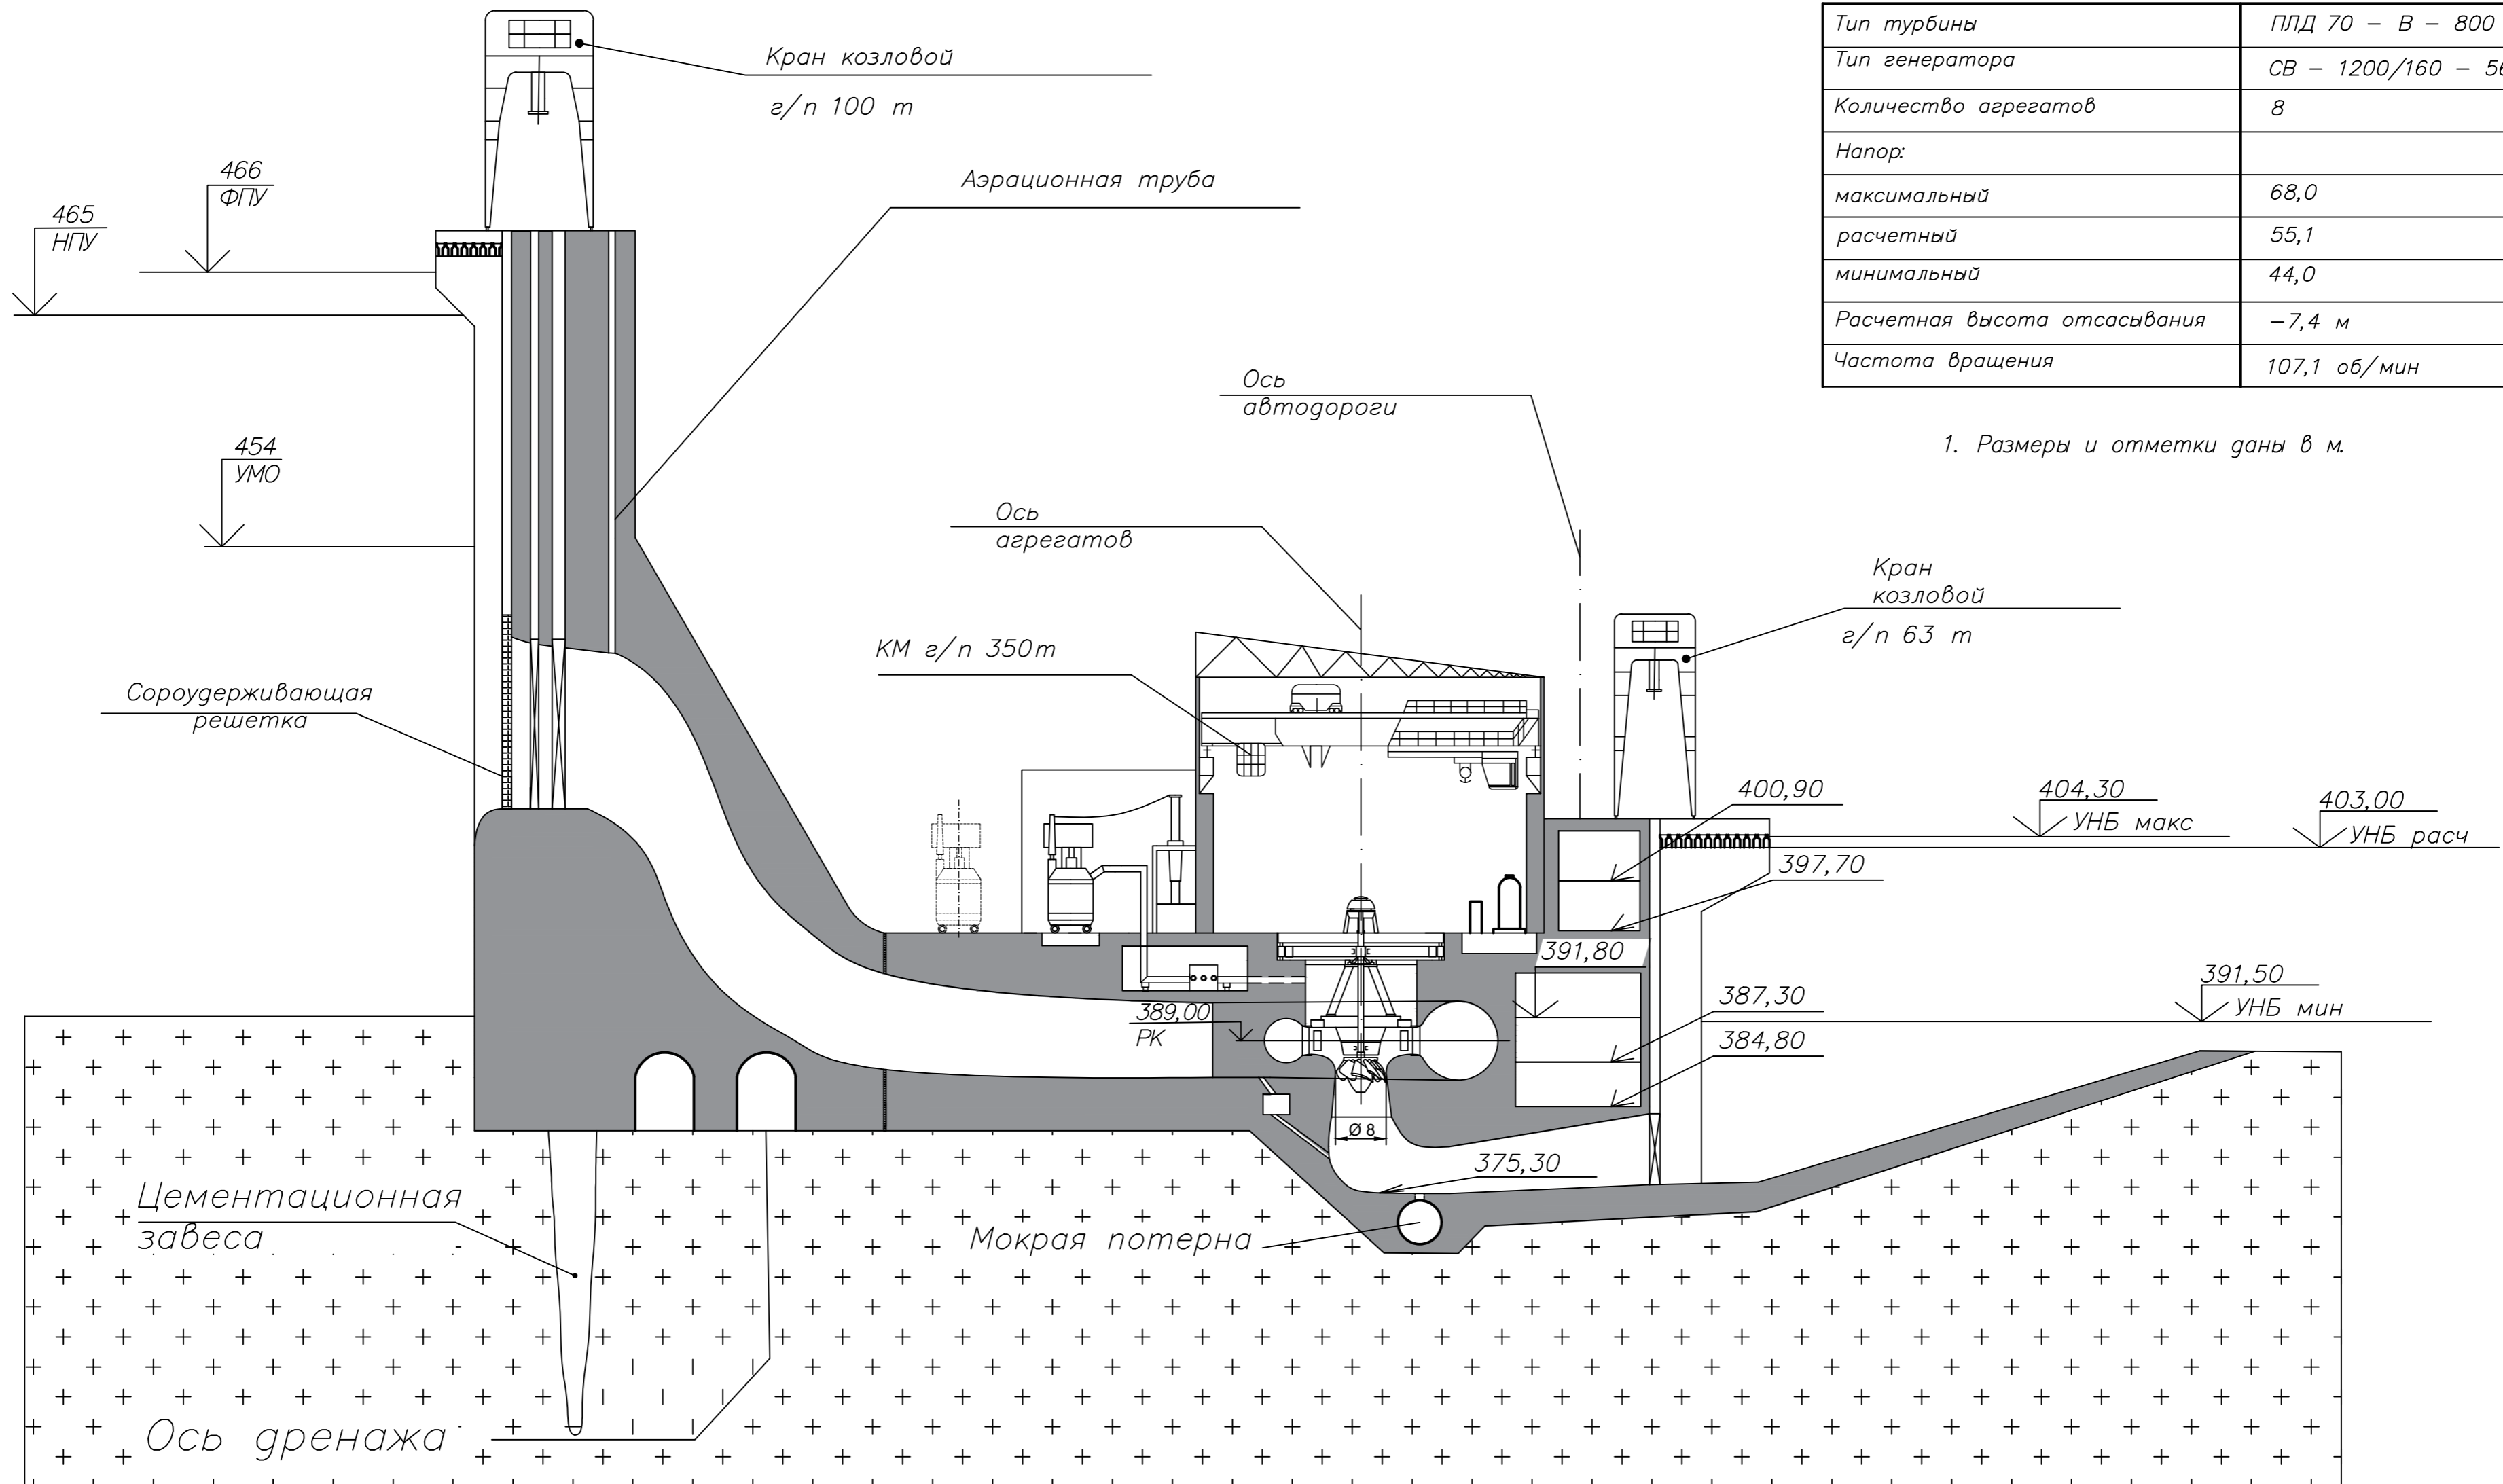 Кран козловой
г/п 100 т
466
ФПУ
465
НПУ
Аэрационная труба
Тип турбины ПЛД 70 – В – 800
Тип генератора СВ – 1200/160 –
Количество агрегатов 8
Напор:
максимальный 68,0
расчетный 55,1
минимальный 44,0
Расчетная высота отсасывания –7,4 м
Частота вращения 107,1 об/мин
1. Размеры и отметки даны в м.
Ось
автодороги
454
УМО
Ось
агрегатов
Кран
козловой
г/п 63 т
КМ г/п 350т
Сороудерживающая
решетка
400,90
404,30
УНБ макс
403,00
УНБ расч
397,70
391,80
391,50
УНБ мин
389,00
РК
387,30
384,80
Ø 8
375,30
Цементационная
завеса
Мокрая потерна
Ось дренажа